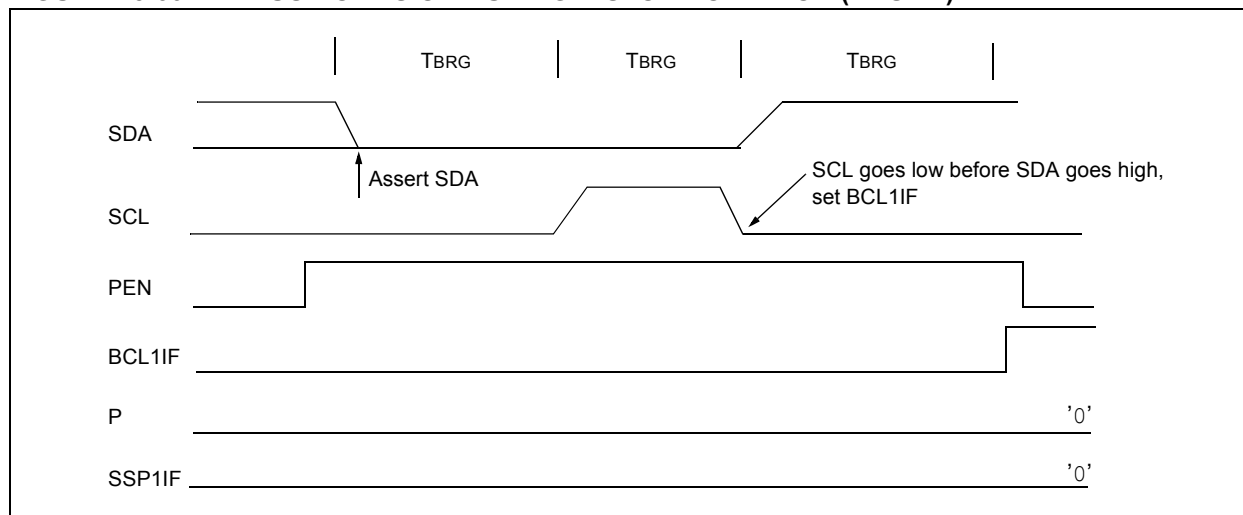 TBRG TBRG TBRG
SDA
Assert SDA
SCL goes low before SDA goes high,
set BCL1IF
SCL
PEN
BCL1IF
P '0'
SSP1IF '0'